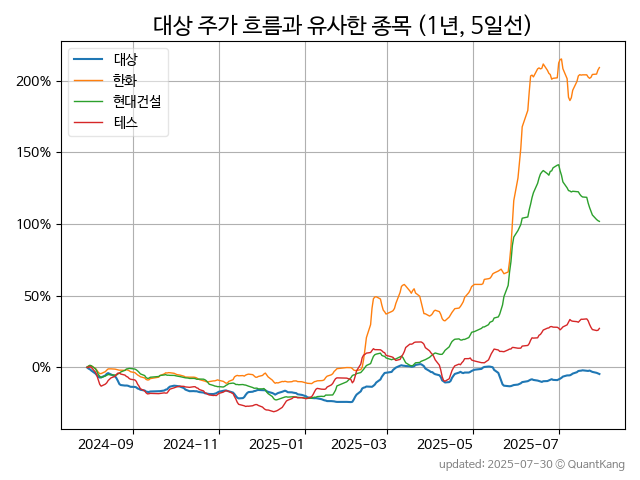 대상 주가 흐름과 유사한 종목 (1년, 5일선)
대상
한화
현대건설
테스
200%
150%
100%
50%
0%
2024-09 2024-11 2025-01 2025-03 2025-05 2025-07
updated: 2025-07-30 © QuantKang